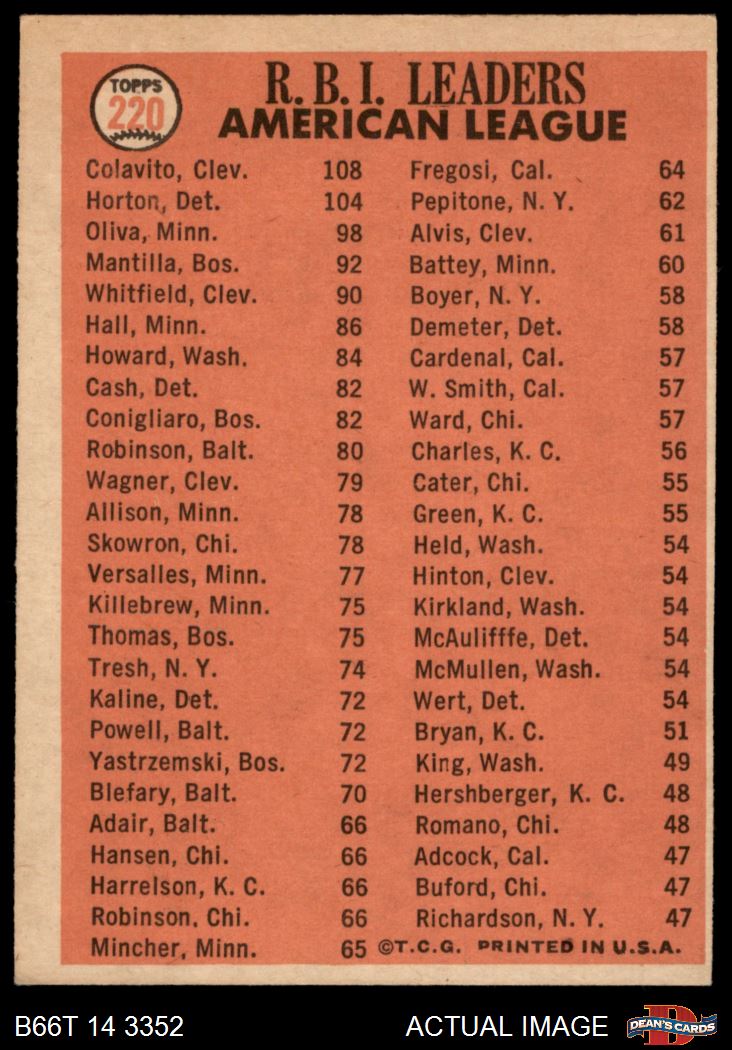 TOPPS
220
R. B. I. LEADERS
AMERICAN LEAGUE
Colavito, Clev. 108
Horton, Det. 104
Oliva, Minn. 98
Mantilla, Bos. 92
Whitfield, Clev. 90
Hall, Minn. 86
Howard, Wash. 84
Cash, Det. 82
Conigliaro, Bos. 82
Robinson, Balt. 80
Wagner, Clev. 79
Allison, Minn. 78
Skowron, Chi. 78
Versalles, Minn. 77
Killebrew, Minn. 75
Thomas, Bos. 75
Tresh, N. Y. 74
Kaline, Det. 72
Powell, Balt. 72
Yastrzemski, Bos. 72
Blefary, Balt. 70
Adair, Balt. 66
Hansen, Chi. 66
Harrelson, K. C. 66
Robinson, Chi. 66
Mincher, Minn. 65
Fregosi, Cal. 64
Pepitone, N. Y. 62
Alvis, Clev. 61
Battey, Minn. 60
Boyer, N. Y. 58
Demeter, Det. 58
Cardenal, Cal. 57
W. Smith, Cal. 57
Ward, Chi. 57
Charles, K. C. 56
Cater, Chi. 55
Green, K. C. 55
Held, Wash. 54
Hinton, Clev. 54
Kirkland, Wash. 54
McAulifffe, Det. 54
McMullen, Wash. 54
Wert, Det. 54
Bryan, K. C. 51
King, Wash. 49
Hershberger, K. C. 48
Romano, Chi. 48
Adcock, Cal. 47
Buford, Chi. 47
Richardson, N. Y. 47
©T.C.G. PRINTED IN U.S.A.
B66T 14 3352
ACTUAL IMAGE
D
DEAN'S CARDS